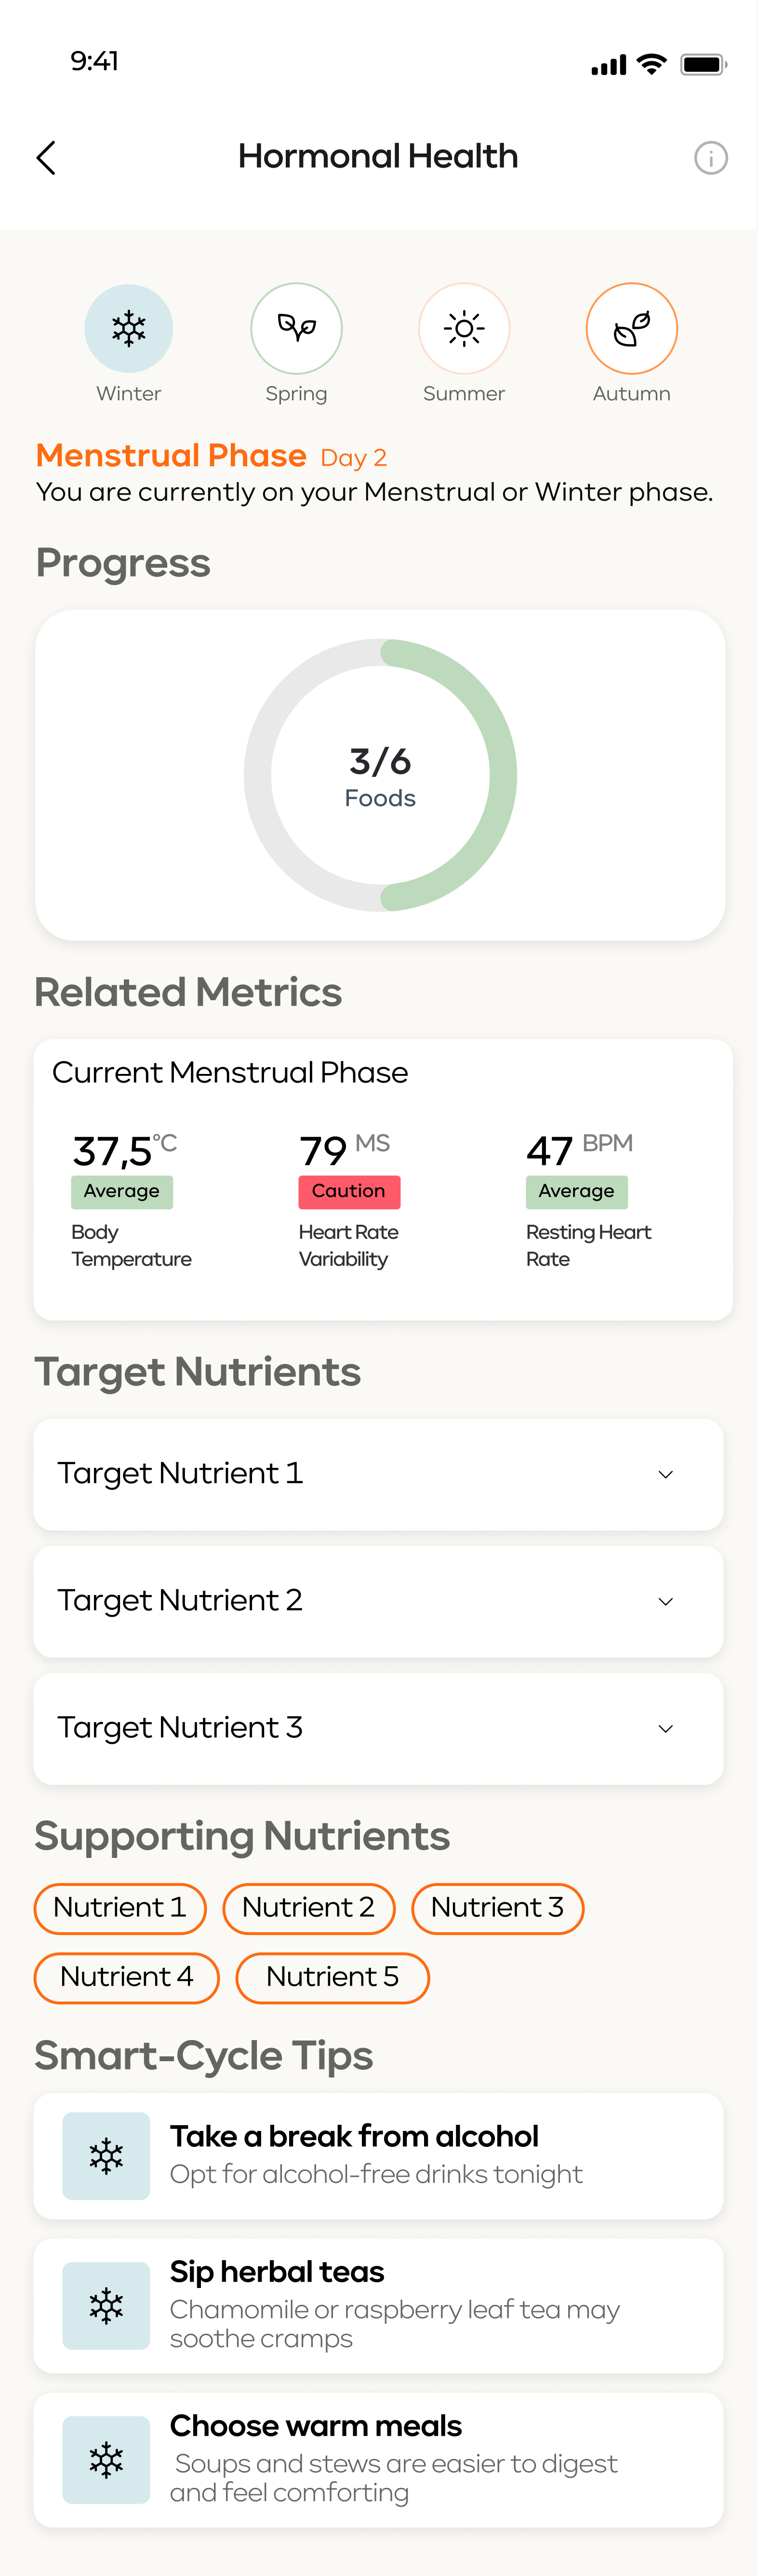 9:41
Hormonal Health
Winter
Spring
Summer
Autumn
Menstrual Phase Day 2
You are currently on your Menstrual or Winter phase.
Progress
3/6
Foods
Related Metrics
Current Menstrual Phase
37,5°C
Average
Body
Temperature
79 MS
Caution
Heart Rate
Variability
47 BPM
Average
Resting Heart
Rate
Target Nutrients
Target Nutrient 1
Target Nutrient 2
Target Nutrient 3
Supporting Nutrients
Nutrient 1
Nutrient 2
Nutrient 3
Nutrient 4
Nutrient 5
Smart-Cycle Tips
Take a break from alcohol
Opt for alcohol-free drinks tonight
Sip herbal teas
Chamomile or raspberry leaf tea may
soothe cramps
Choose warm meals
Soups and stews are easier to digest
and feel comforting